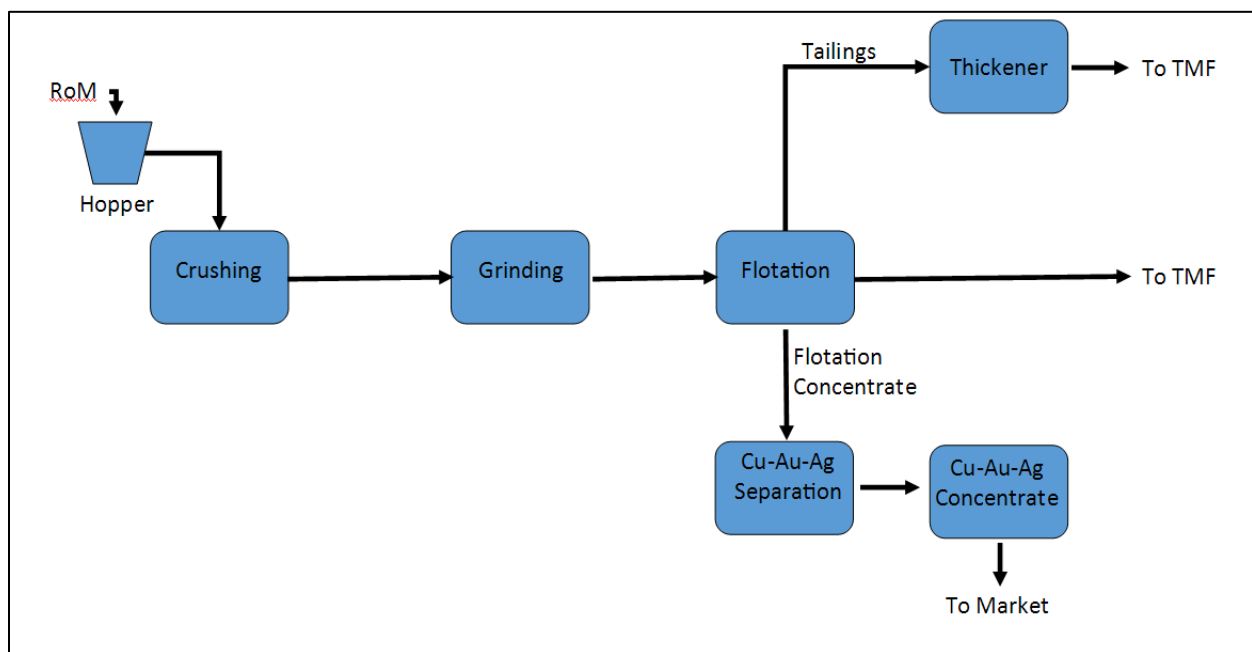 Tailings
Thickener
To TMF
RoM
Hopper
Crushing
Grinding
Flotation
To TMF
Flotation
Concentrate
Cu-Au-Ag
Separation
Cu-Au-Ag
Concentrate
To Market